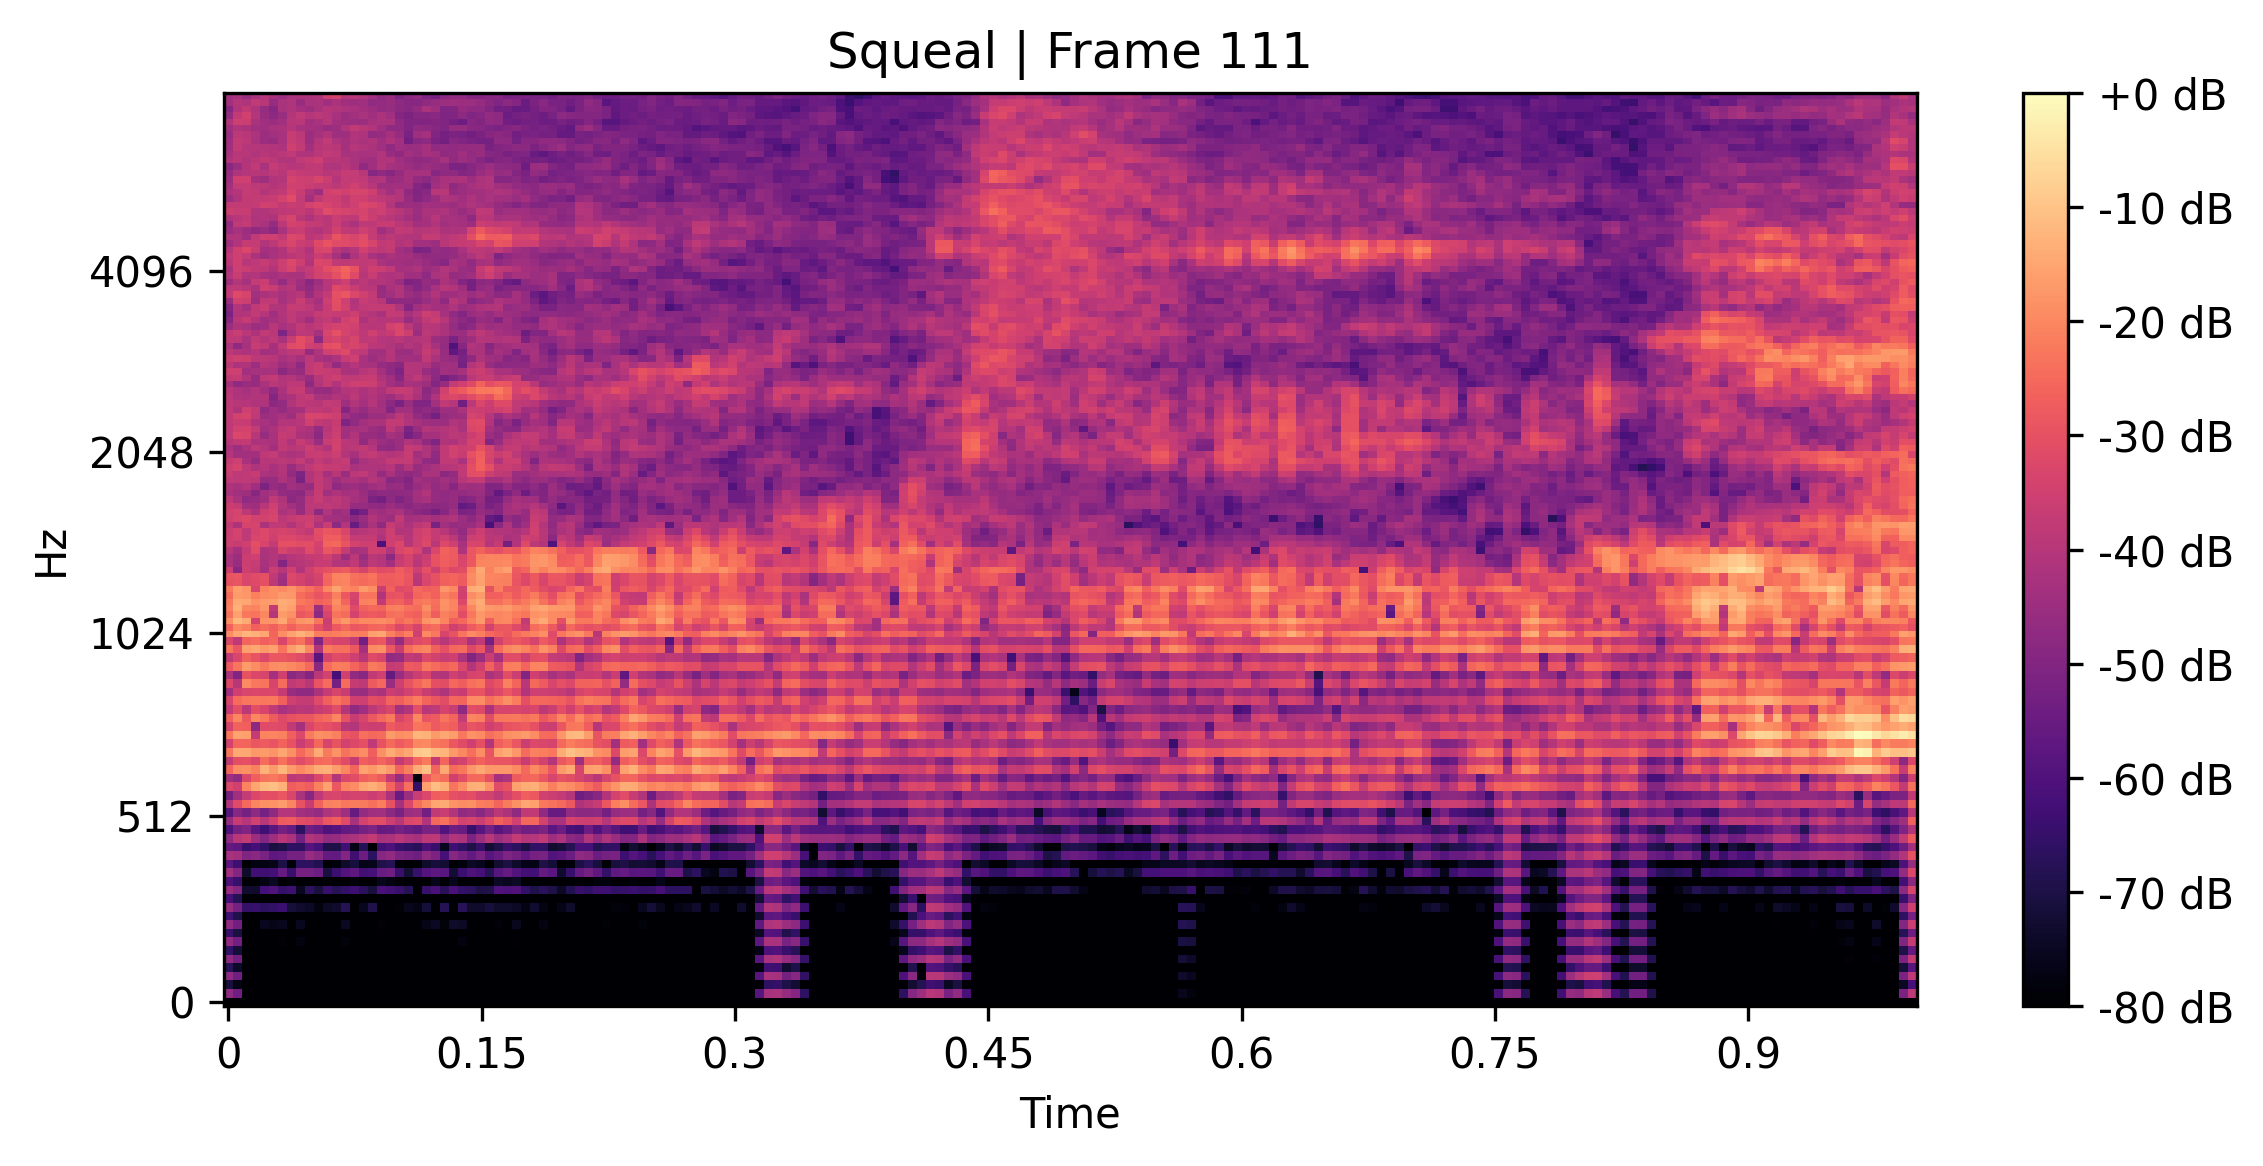 Squeal | Frame 111
+0 dB
-10 dB
-20 dB
-30 dB
-40 dB
-50 dB
-60 dB
-70 dB
-80 dB
Hz
4096
2048
1024
512
0
0 0.15 0.3 0.45 0.6 0.75 0.9
Time